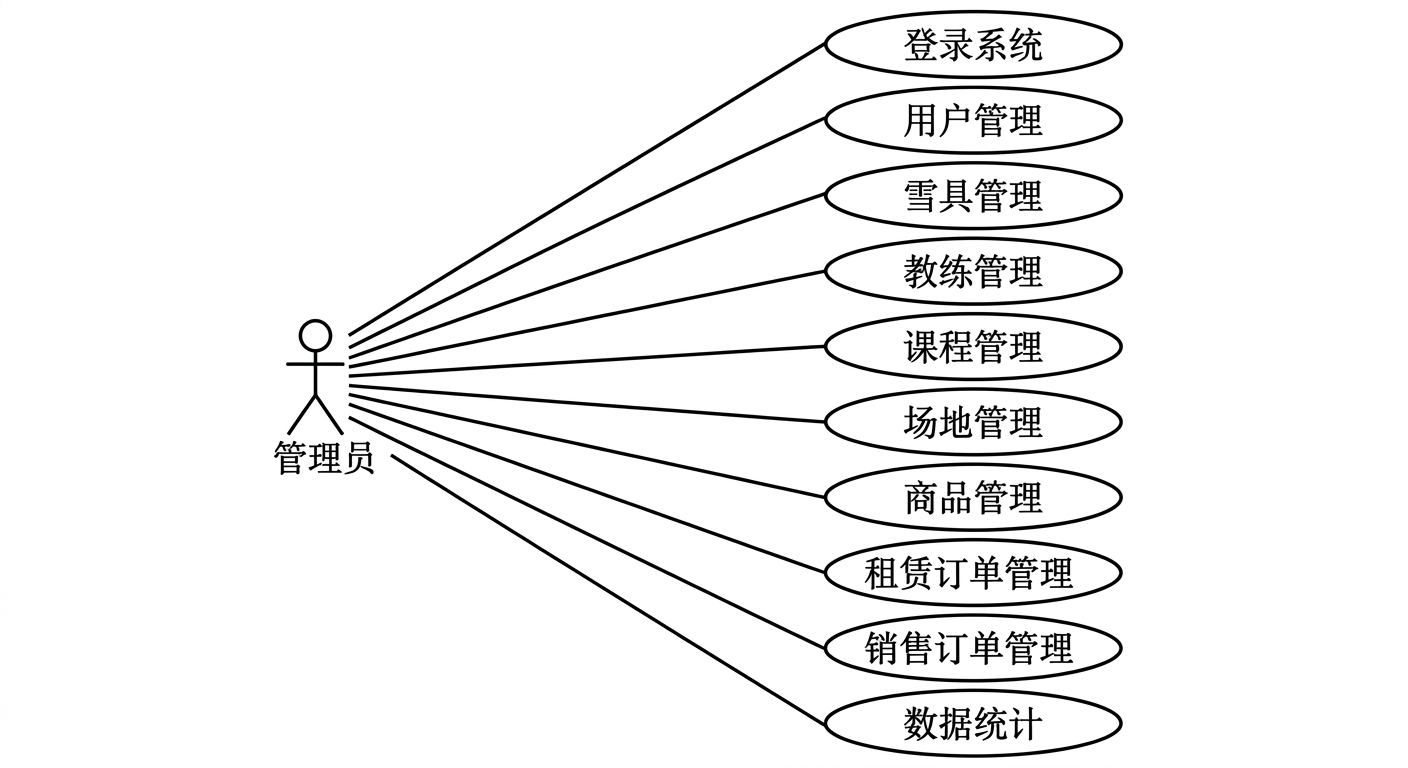 登录系统
用户管理
雪具管理
教练管理
课程管理
场地管理
管理员
商品管理
租赁订单管理
销售订单管理
数据统计